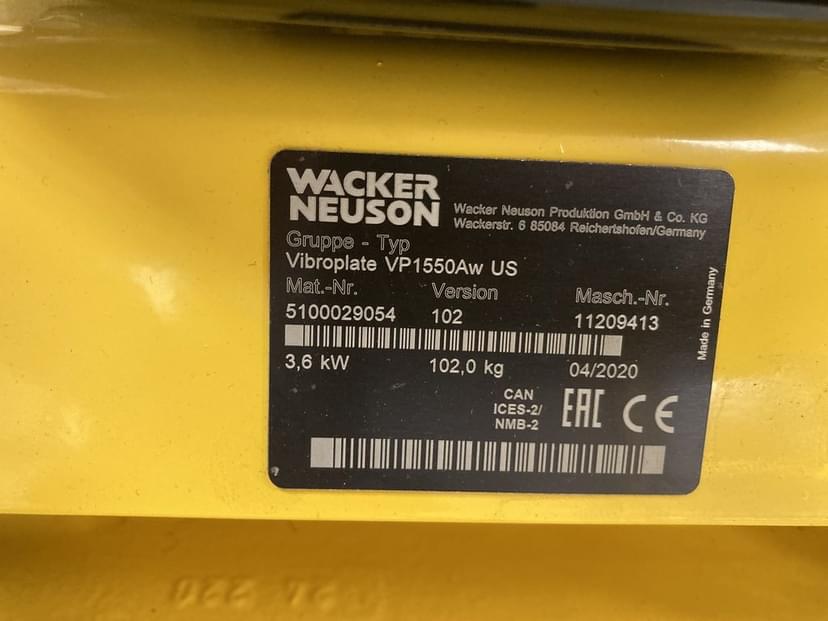 WACKER
NEUSON
Wacker Neuson Produktion GmbH & Co. KG
Wackerstr. 6 85084 Reichertshofen/Germany
Gruppe - Typ
Vibroplate VP1550Aw US
Mat.-Nr. Version Masch.-Nr.
5100029054 102 11209413
3,6 kW 102,0 kg 04/2020
CAN
ICES-2/
NMB-2
EAC CE
Made in Germany